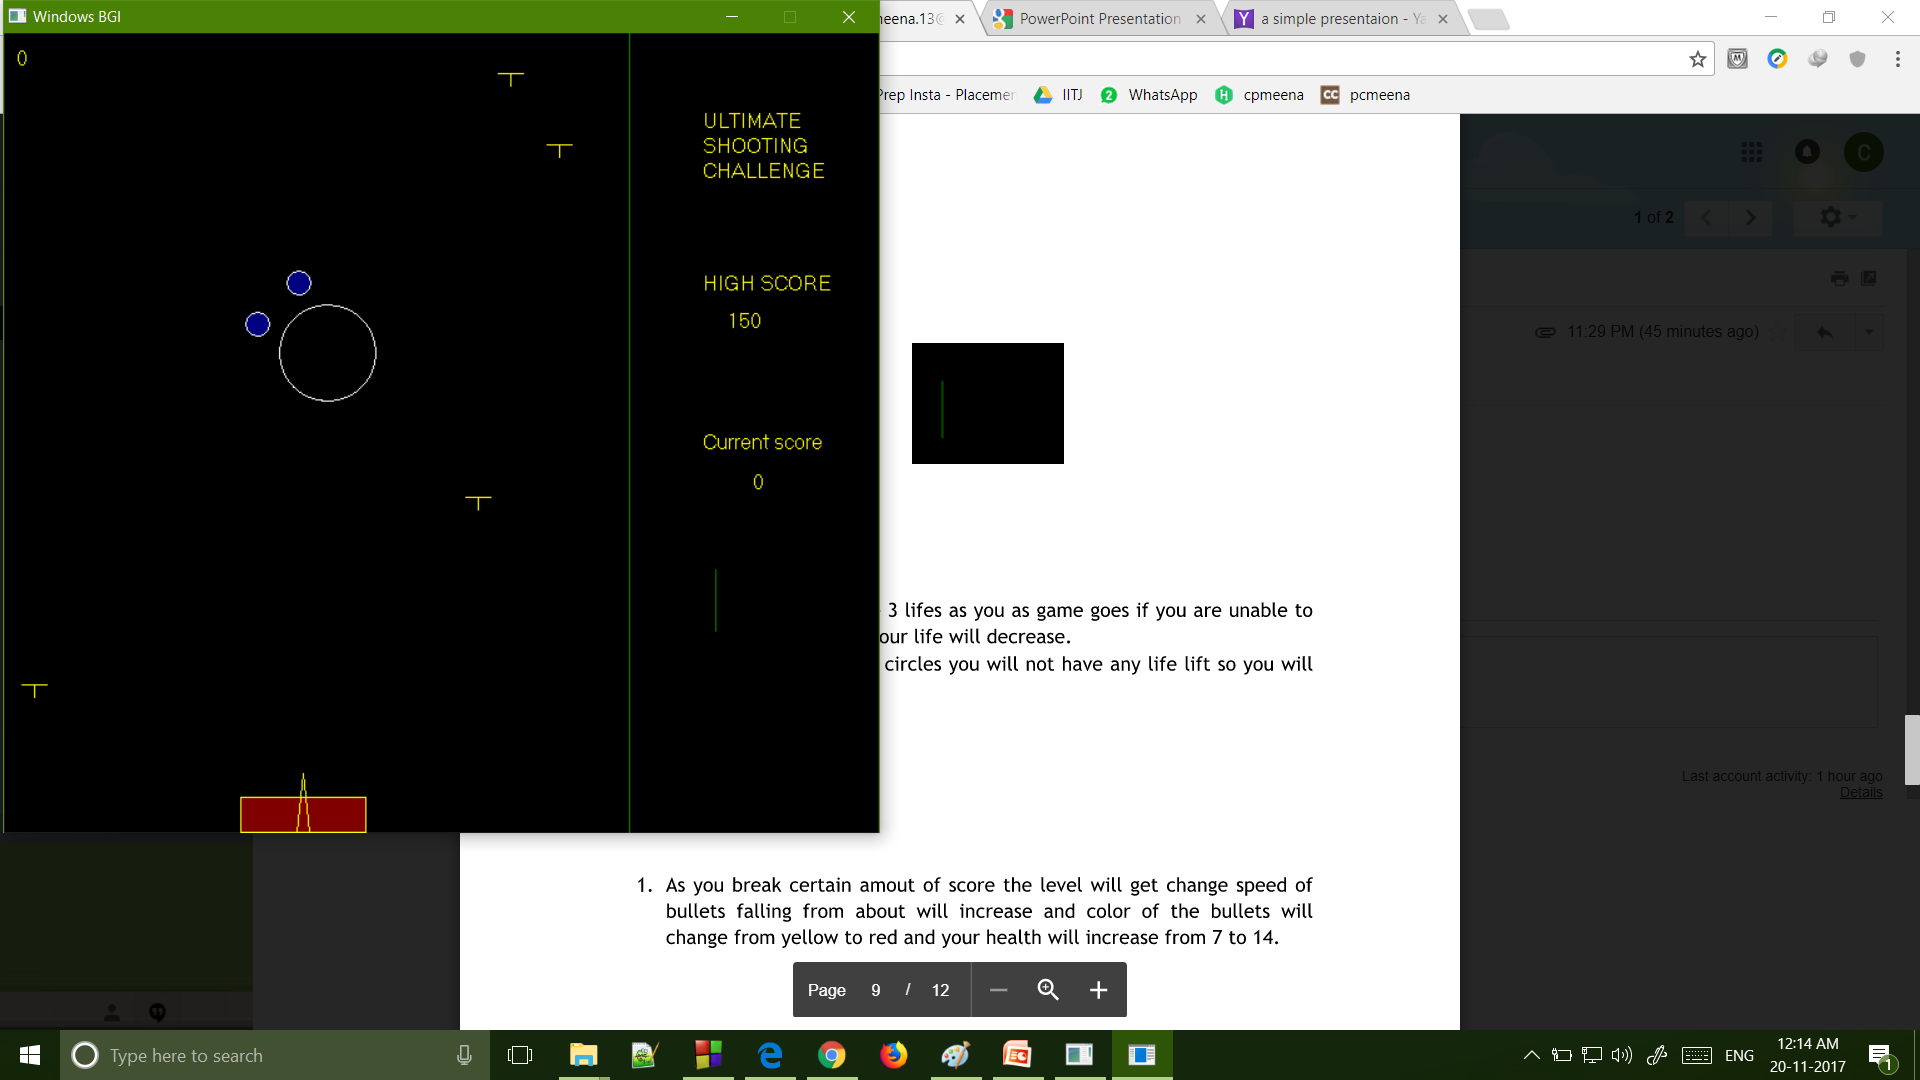 Windows BGI
neena.13@
PowerPoint Presentation
a simple presentaion - Ya
Prep Insta - Placemer
IITJ
WhatsApp
cpmeena
CC
pcmeena
0
ULTIMATE
SHOOTING
CHALLENGE
HIGH SCORE
150
Current score
0
C
1 of 2
11:29 PM (45 minutes ago)
3 lifes as you as game goes if you are unable to
our life will decrease.
circles you will not have any life lift so you will
Last account activity: 1 hour ago
Details
1. As you break certain amout of score the level will get change speed of
bullets falling from about will increase and color of the bullets will
change from yellow to red and your health will increase from 7 to 14.
Page 9 / 12
Type here to search
ENG
12:14 AM
20-11-2017
1